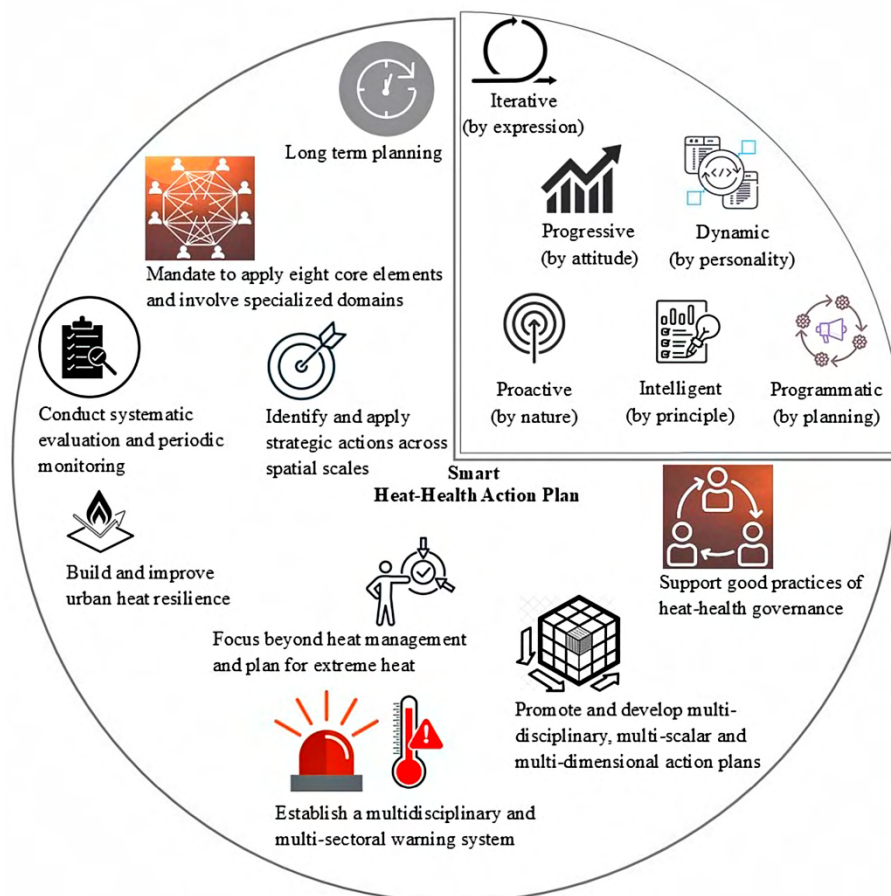 Iterative
(by expression)
Long term planning
Progressive
(by attitude)
Dynamic
(by personality)
Mandate to apply eight core elements
and involve specialized domains
Proactive
(by nature)
Intelligent
(by principle)
Programmatic
(by planning)
Conduct systematic
evaluation and periodic
monitoring
Identify and apply
strategic actions across
spatial scales
Smart
Heat-Health Action Plan
Build and improve
urban heat resilience
Support good practices of
heat-health governance
Focus beyond heat management
and plan for extreme heat
Promote and develop multi-
disciplinary, multi-scalar and
multi-dimensional action plans
Establish a multidisciplinary and
multi-sectoral warning system